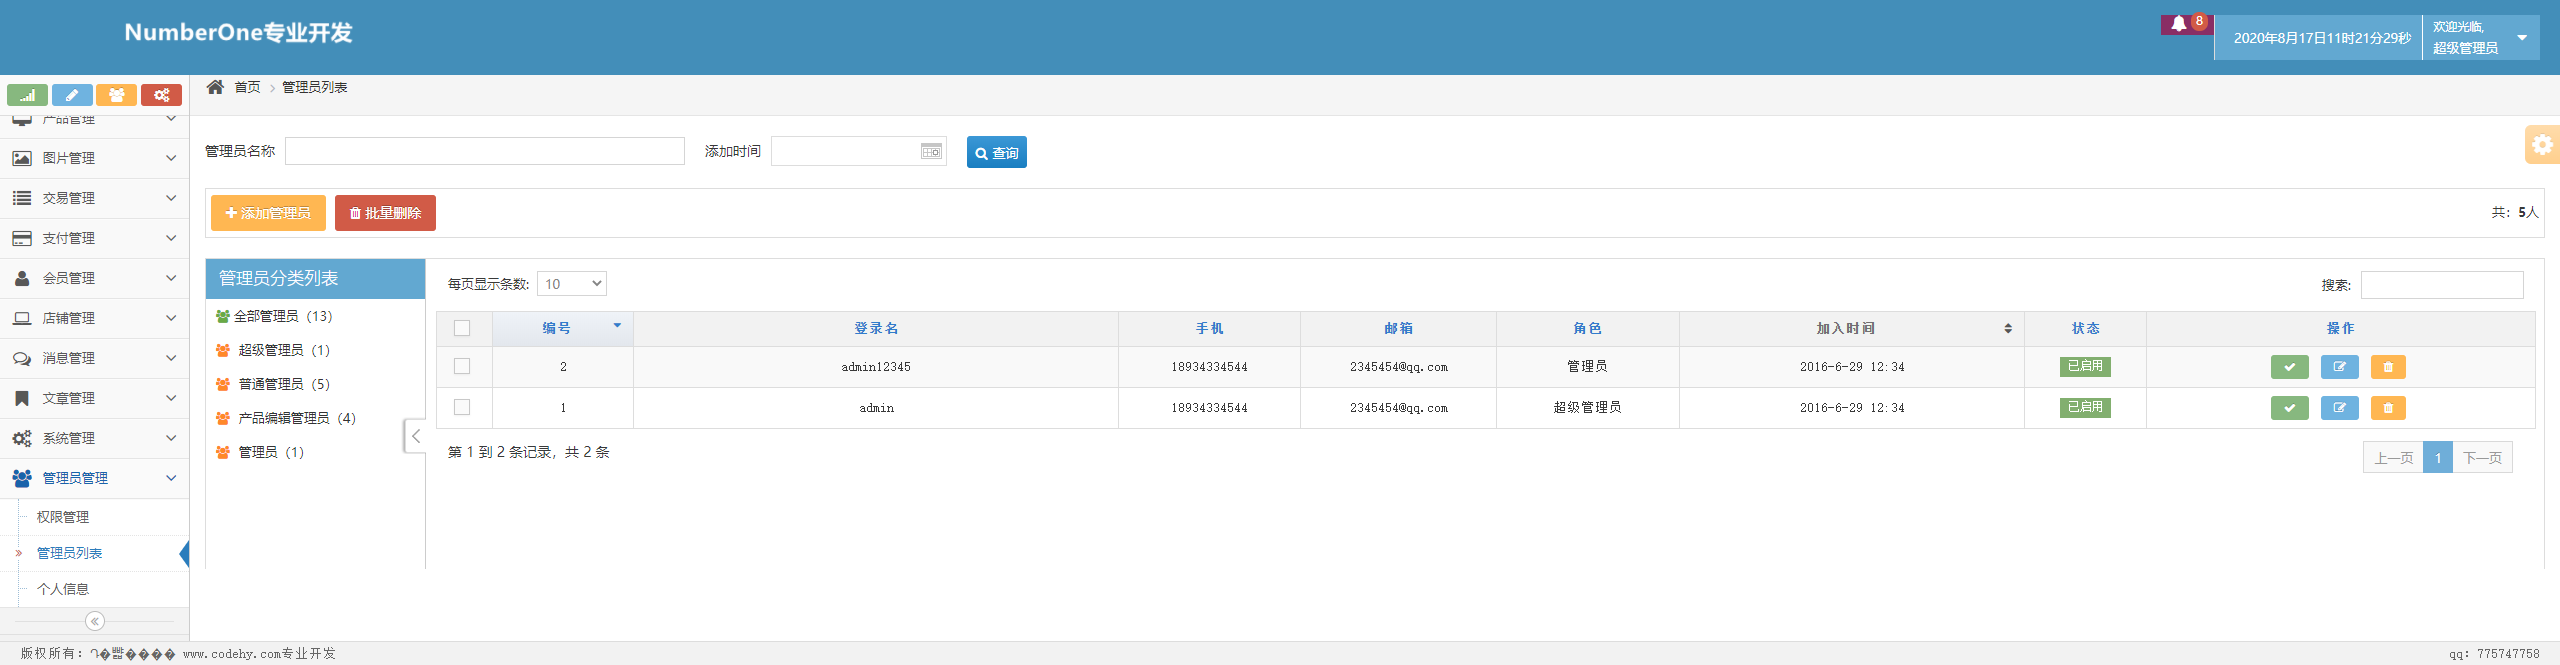 NumberOne专业开发
8
2020年8月17日11时21分29秒
欢迎光临,
超级管理员
产品管理
图片管理
交易管理
支付管理
会员管理
店铺管理
消息管理
文章管理
系统管理
管理员管理
权限管理
管理员列表
个人信息
首页 > 管理员列表
管理员名称 添加时间 查询
添加管理员 批量删除 共：5人
管理员分类列表
全部管理员（13）
超级管理员（1）
普通管理员（5）
产品编辑管理员（4）
管理员（1）
每页显示条数: 10 搜索:
编号 登录名 手机 邮箱 角色 加入时间 状态 操作
2 admin12345 18934334544 2345454@qq.com 管理员 2016-6-29 12:34 已启用
1 admin 18934334544 2345454@qq.com 超级管理员 2016-6-29 12:34 已启用
第 1 到 2 条记录，共 2 条
上一页 1 下一页
版权所有： www.codehy.com专业开发 qq: 775747758